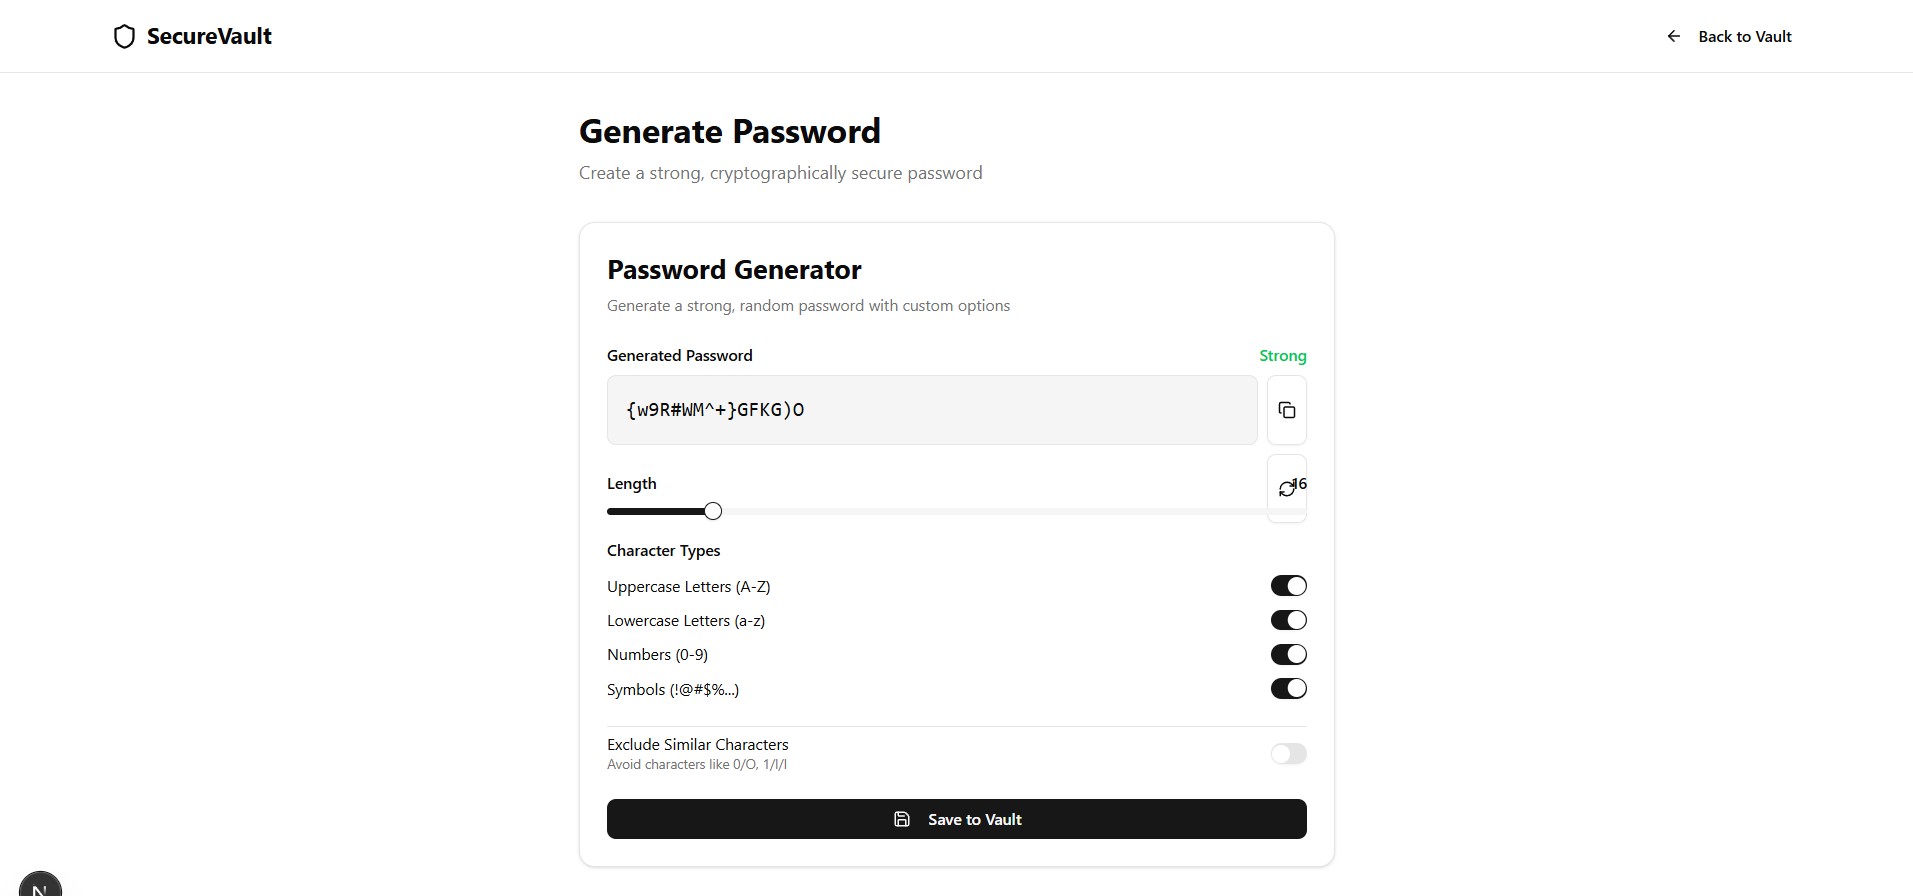 SecureVault
Back to Vault
Generate Password
Create a strong, cryptographically secure password
Password Generator
Generate a strong, random password with custom options
Generated Password
Strong
{w9R#WM^+}GFKG)O
Length
16
Character Types
Uppercase Letters (A-Z)
Lowercase Letters (a-z)
Numbers (0-9)
Symbols (!@#$%...)
Exclude Similar Characters
Avoid characters like 0/O, 1/l/I
Save to Vault
N